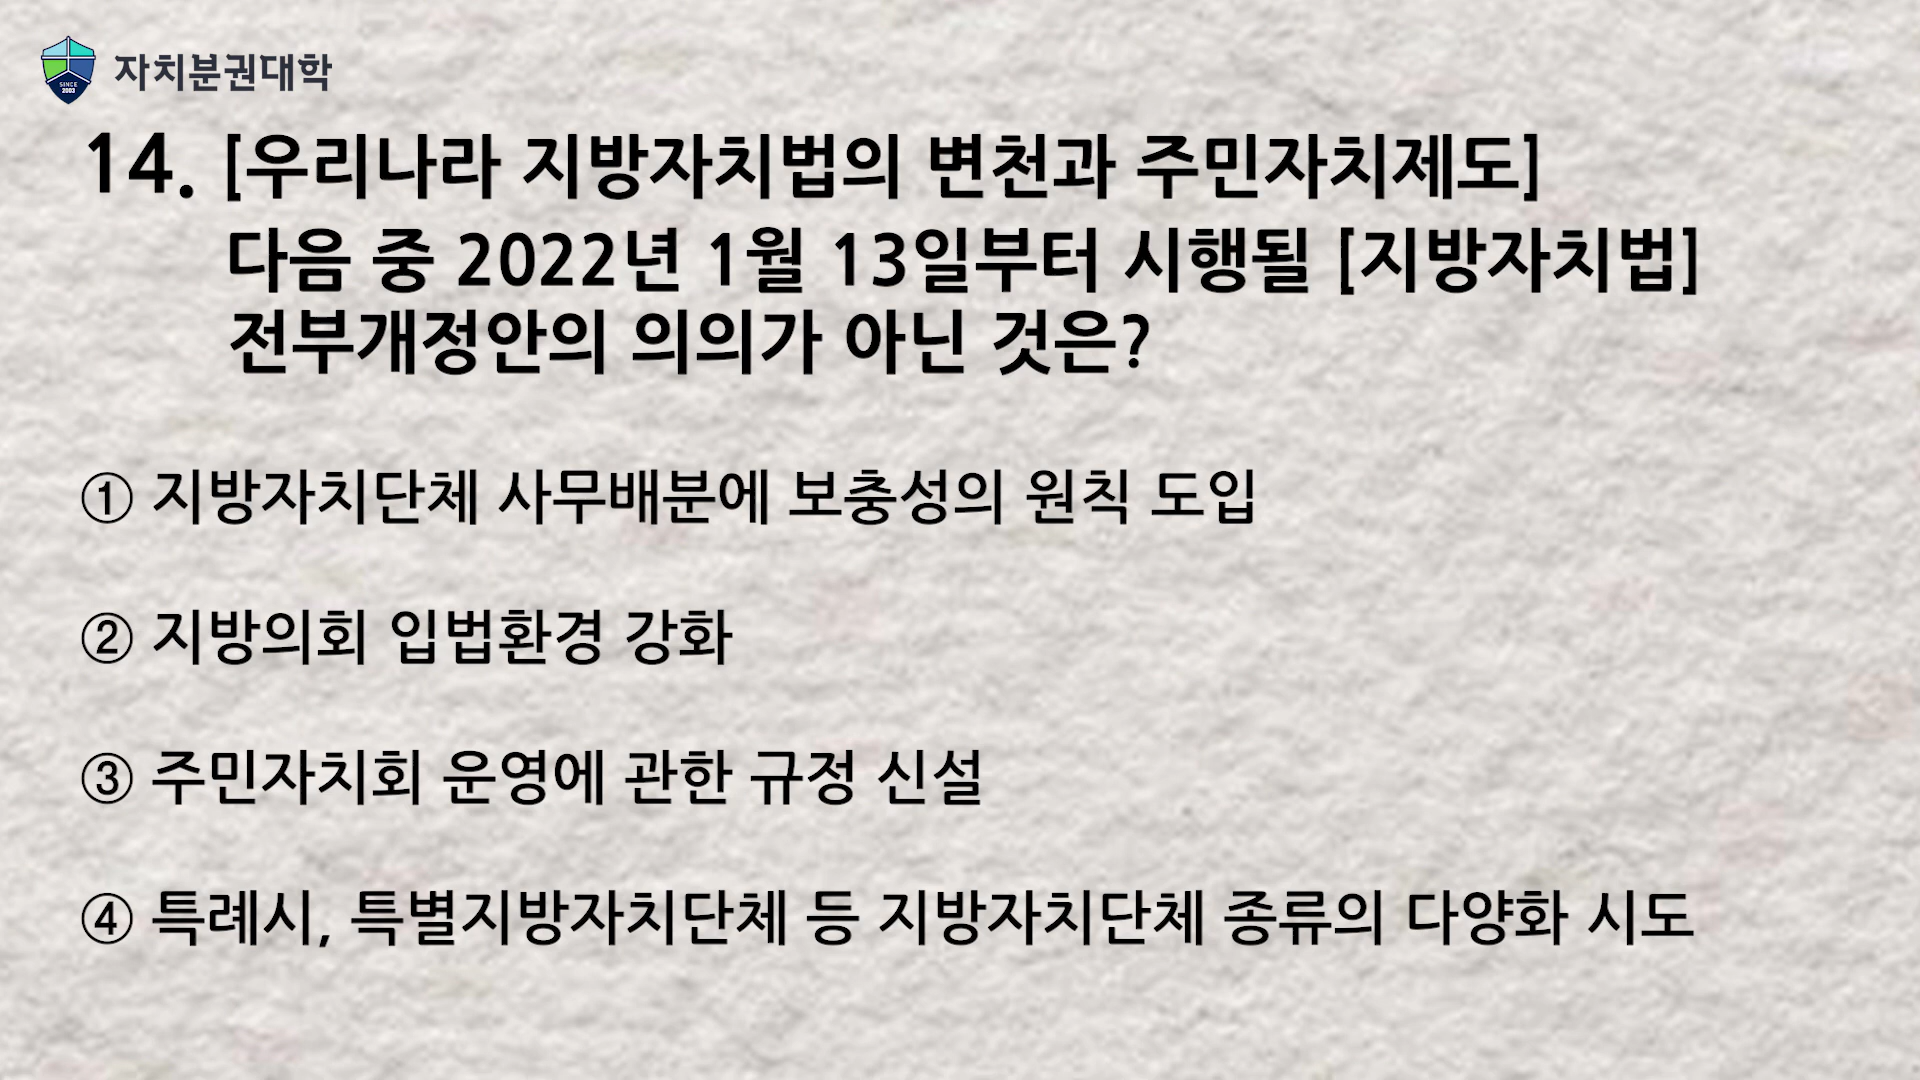 SINCE
2003
자치분권대학
14. [우리나라 지방자치법의 변천과 주민자치제도]
다음 중 2022년 1월 13일부터 시행될 [지방자치법]
전부개정안의 의의가 아닌 것은?
① 지방자치단체 사무배분에 보충성의 원칙 도입
② 지방의회 입법환경 강화
③ 주민자치회 운영에 관한 규정 신설
④ 특례시, 특별지방자치단체 등 지방자치단체 종류의 다양화 시도